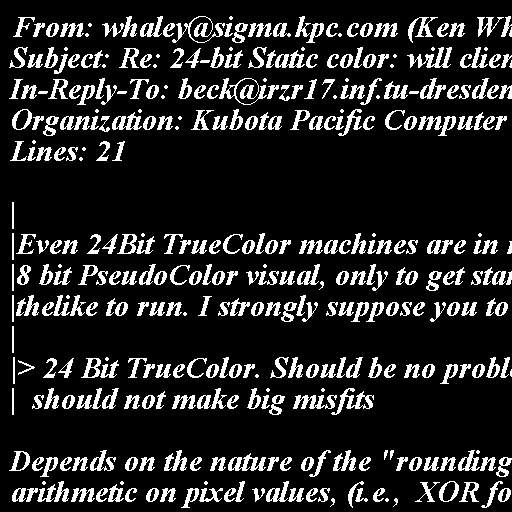 From: whaley@sigma.kpc.com (Ken Wh
Subject: Re: 24-bit Static color: will clien
In-Reply-To: beck@irzr17.inf.tu-dresden
Organization: Kubota Pacific Computer
Lines: 21

|
|Even 24Bit TrueColor machines are in
|8 bit PseudoColor visual, only to get star
|thelike to run. I strongly suppose you to
|
|> 24 Bit TrueColor. Should be no proble
|  should not make big misfits

Depends on the nature of the "rounding
arithmetic on pixel values, (i.e.,  XOR fo